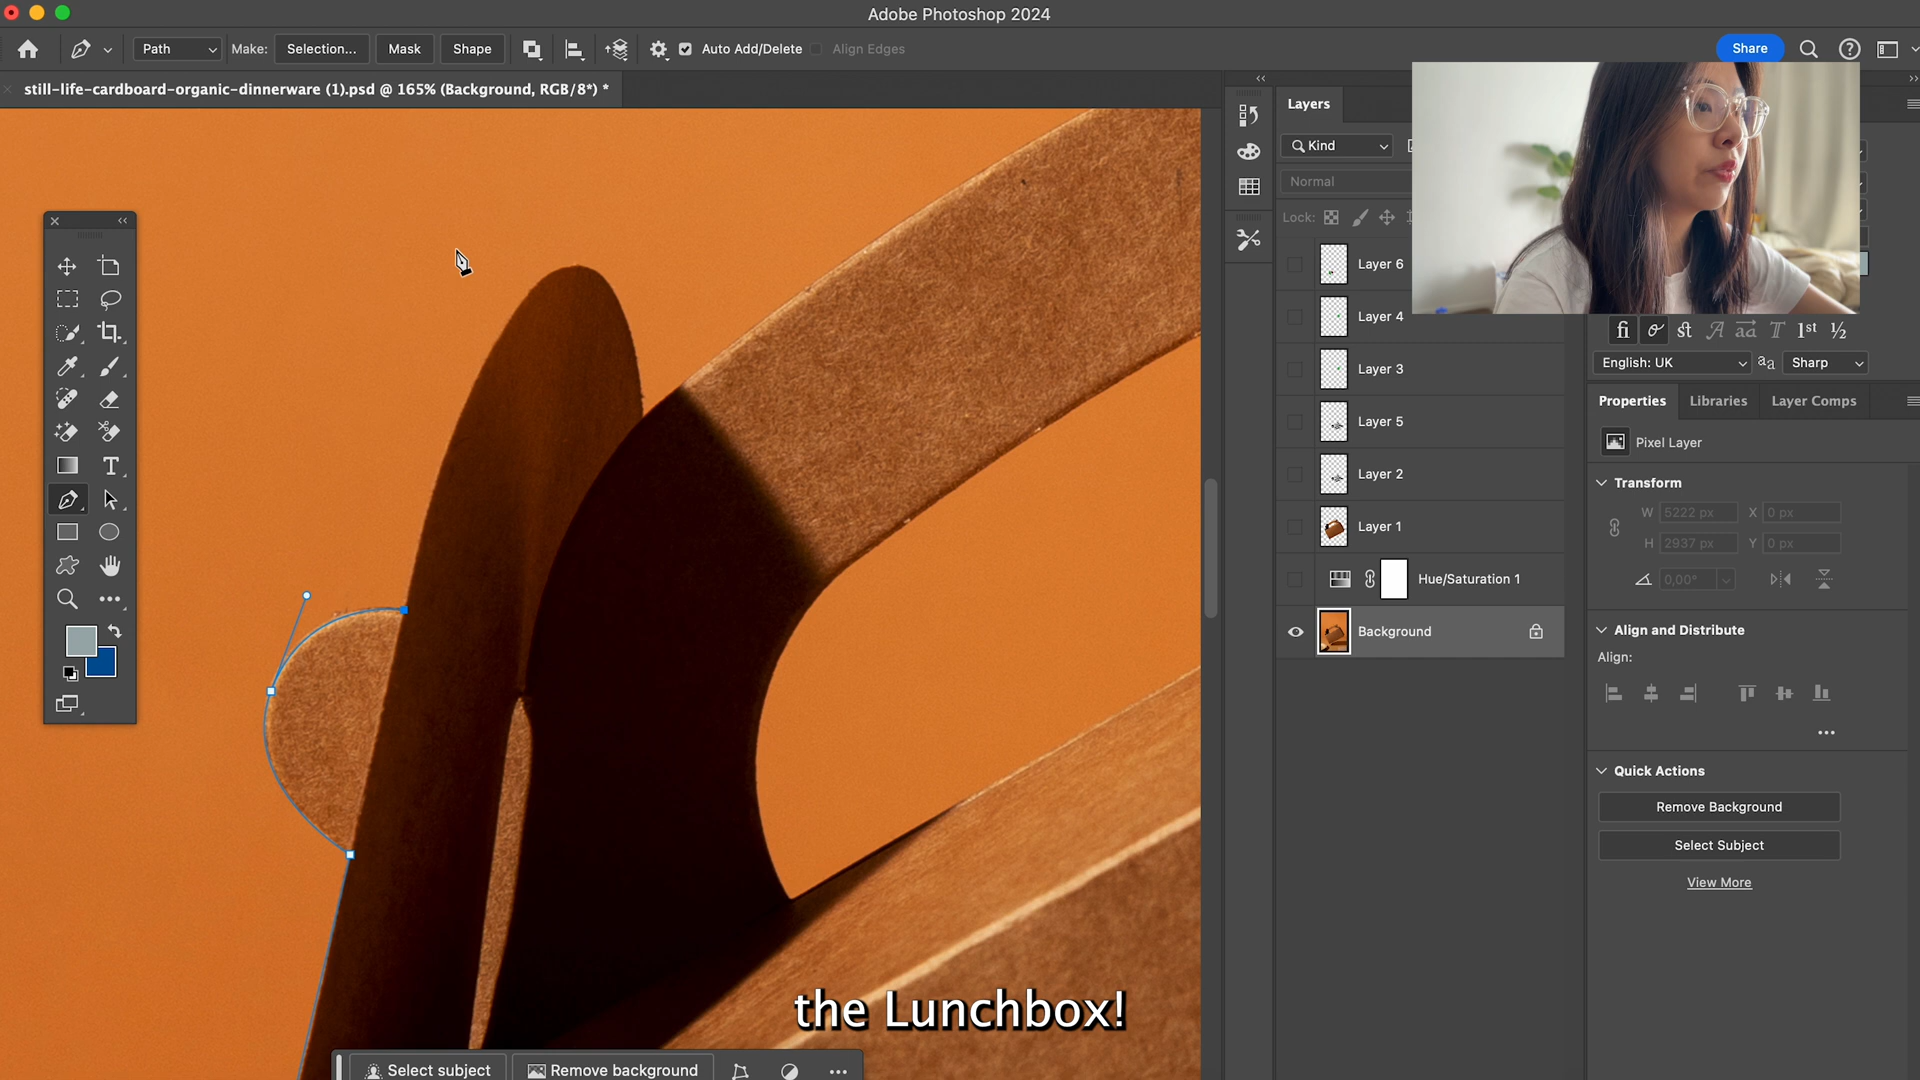 Adobe Photoshop 2024
Path
Make:
Selection...
Mask
Shape
Auto Add/Delete
Align Edges
Share
still-life-cardboard-organic-dinnerware (1).psd @ 165% (Background, RGB/8*) *
Layers
Kind
Normal
Lock:
Layer 6
Layer 4
Layer 3
Layer 5
Layer 2
Layer 1
Hue/Saturation 1
Background
English: UK
Sharp
Properties
Libraries
Layer Comps
Pixel Layer
Transform
W 5222 px X 0 px
H 2937 px Y 0 px
0,00°
Align and Distribute
Align:
Quick Actions
Remove Background
Select Subject
View More
the Lunchbox!
Select subject
Remove background